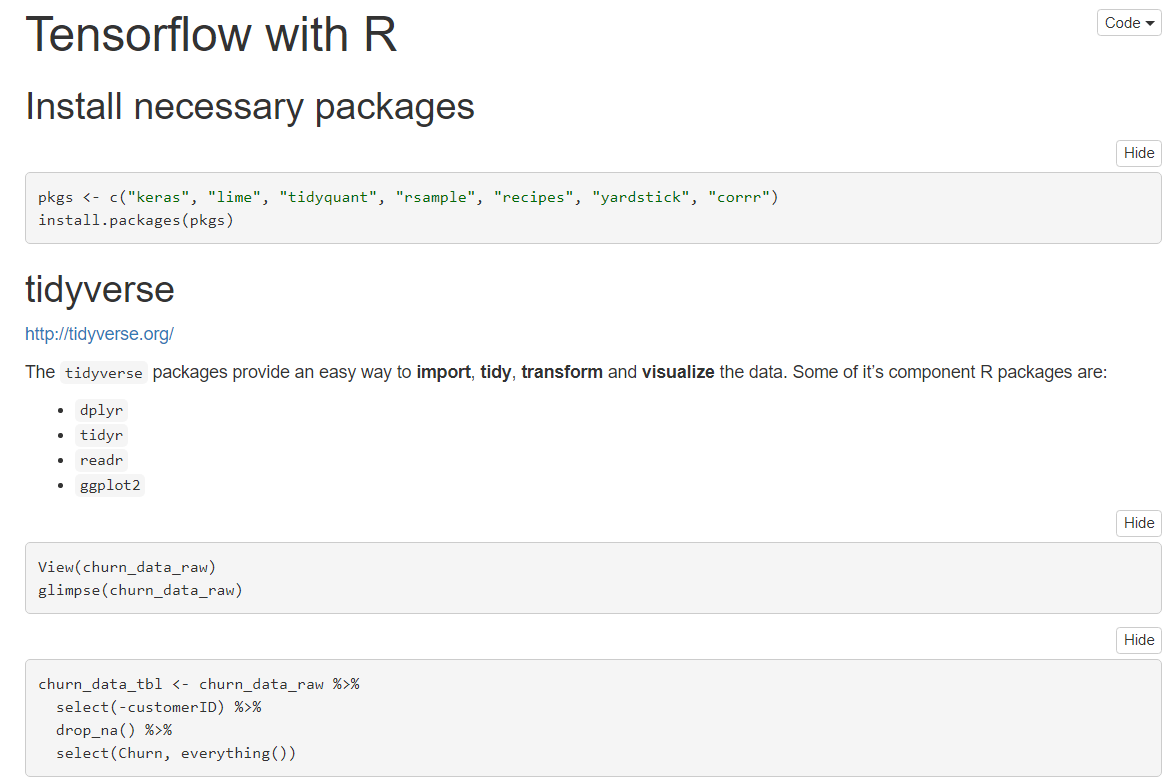 Tensorflow with R
Code
Install necessary packages
Hide
pkgs <- c("keras", "lime", "tidyquant", "rsample", "recipes", "yardstick", "corrr")
install.packages(pkgs)
tidyverse
http://tidyverse.org/
The tidyverse packages provide an easy way to import, tidy, transform and visualize the data. Some of it’s component R packages are:
dplyr
tidyr
readr
ggplot2
Hide
View(churn_data_raw)
glimpse(churn_data_raw)
Hide
churn_data_tbl <- churn_data_raw %>%
  select(-customerID) %>%
  drop_na() %>%
  select(Churn, everything())